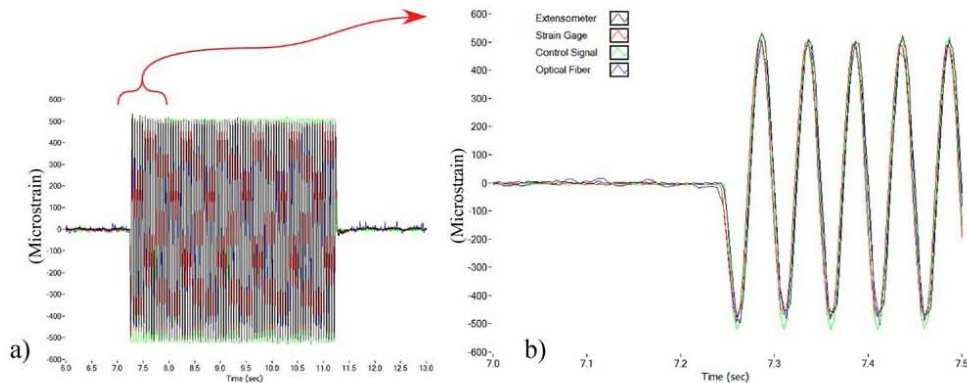 600
500
400
300
200
100
0
-100
-200
-300
-400
-500
-600
(Microstrain)
6.0 6.5 7.0 7.5 8.0 8.5 9.0 9.5 10.0 10.5 11.0 11.5 12.0 12.5 13.0
Time (sec)
a)
Extensometer
Strain Gage
Control Signal
Optical Fiber
600
500
400
300
200
100
0
-100
-200
-300
-400
-500
-600
(Microstrain)
7.0 7.1 7.2 7.3 7.4 7.5
Time (sec)
b)